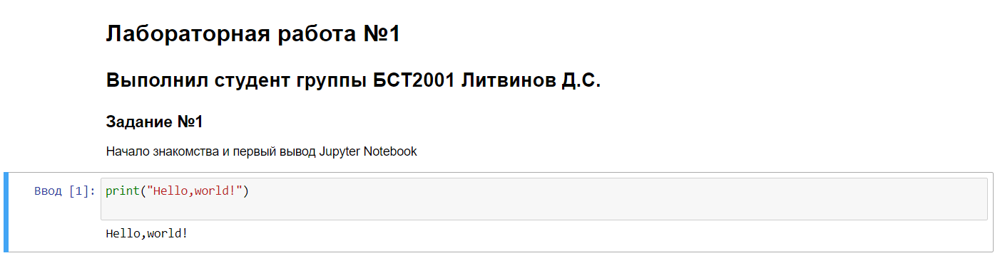 Лабораторная работа №1
Выполнил студент группы БСТ2001 Литвинов Д.С.
Задание №1
Начало знакомства и первый вывод Jupyter Notebook
Ввод [1]: print("Hello,world!")
Hello,world!